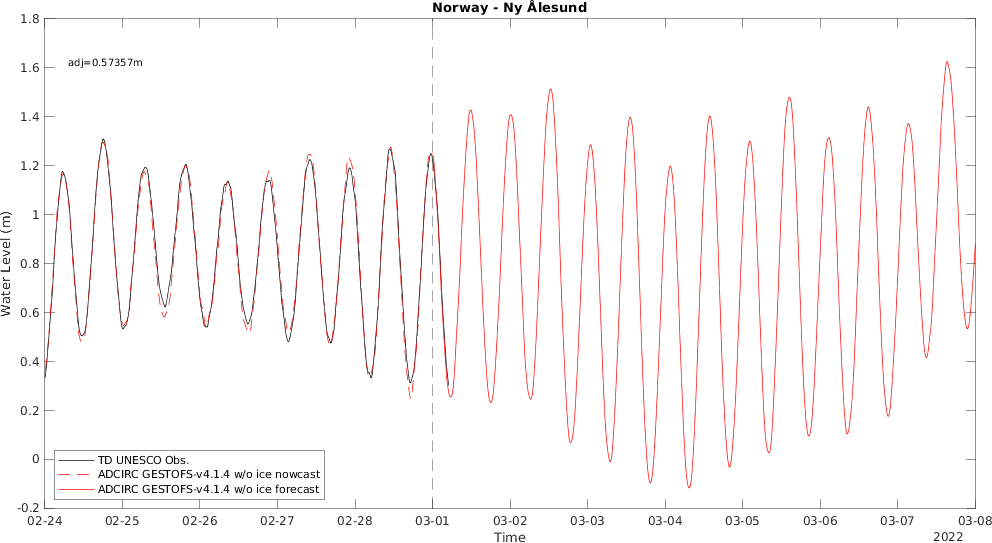 Norway - Ny Ålesund
adj=0.57357m
Water Level (m)
1.8
1.6
1.4
1.2
1
0.8
0.6
0.4
0.2
0
-0.2
TD UNESCO Obs.
ADCIRC GESTOFS-v4.1.4 w/o ice nowcast
ADCIRC GESTOFS-v4.1.4 w/o ice forecast
02-24 02-25 02-26 02-27 02-28 03-01 03-02 03-03 03-04 03-05 03-06 03-07 03-08
Time
2022